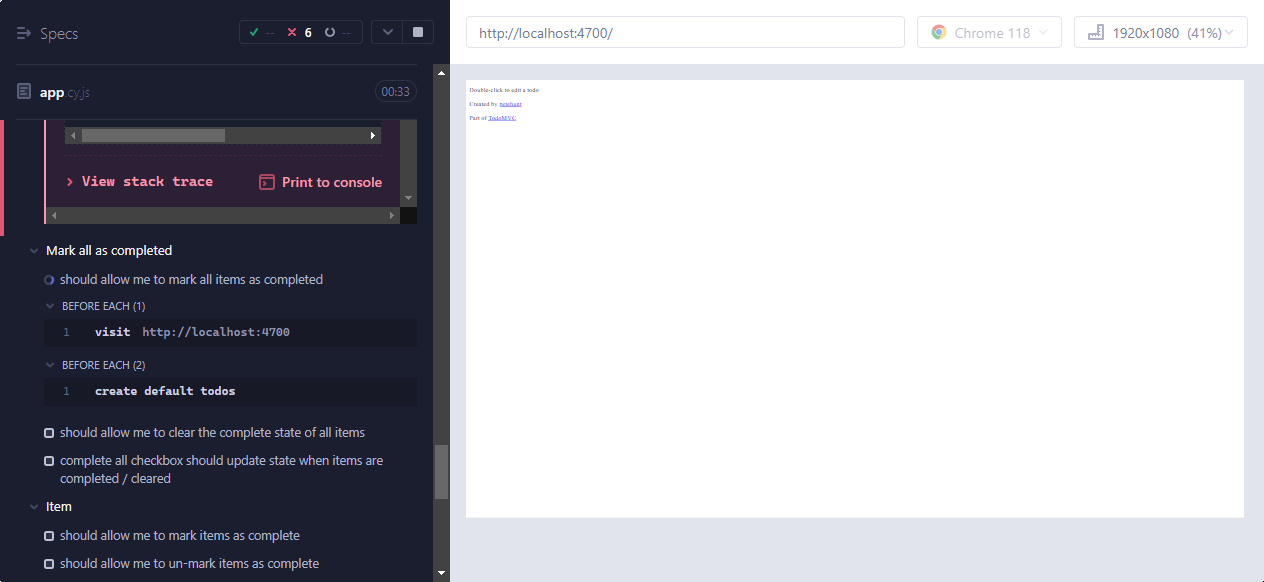 Specs
-- 6 --
app.cy.js
00:33
> View stack trace
Print to console
Mark all as completed
should allow me to mark all items as completed
BEFORE EACH (1)
1 visit http://localhost:4700
BEFORE EACH (2)
1 create default todos
should allow me to clear the complete state of all items
complete all checkbox should update state when items are
completed / cleared
Item
should allow me to mark items as complete
should allow me to un-mark items as complete
http://localhost:4700/
Chrome 118
1920x1080 (41%)
Double-click to edit a todo
Created by petehunt
Part of TodoMVC